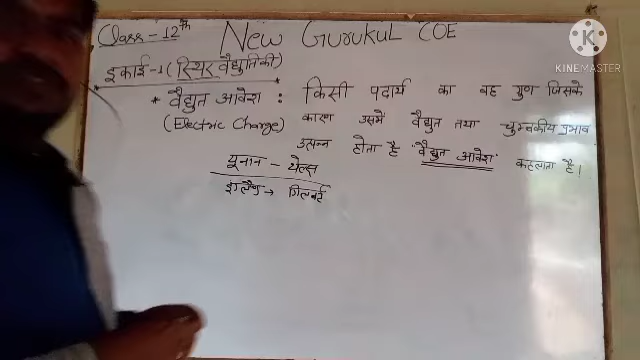 Class-12th New Gurukul COE
इकाई-1 (स्थिर वैद्युतिकी)
* वैद्युत आवेश : किसी पदार्थ का वह गुण जिसके
(Electric Charge) कारण उसमें वैद्युत तथा चुम्बकीय प्रभाव
उत्पन्न होता है "वैद्युत आवेश" कहलाता है।
यूनान - थेल्स
इंग्लैण्ड → गिलबर्ट
KINEMASTER